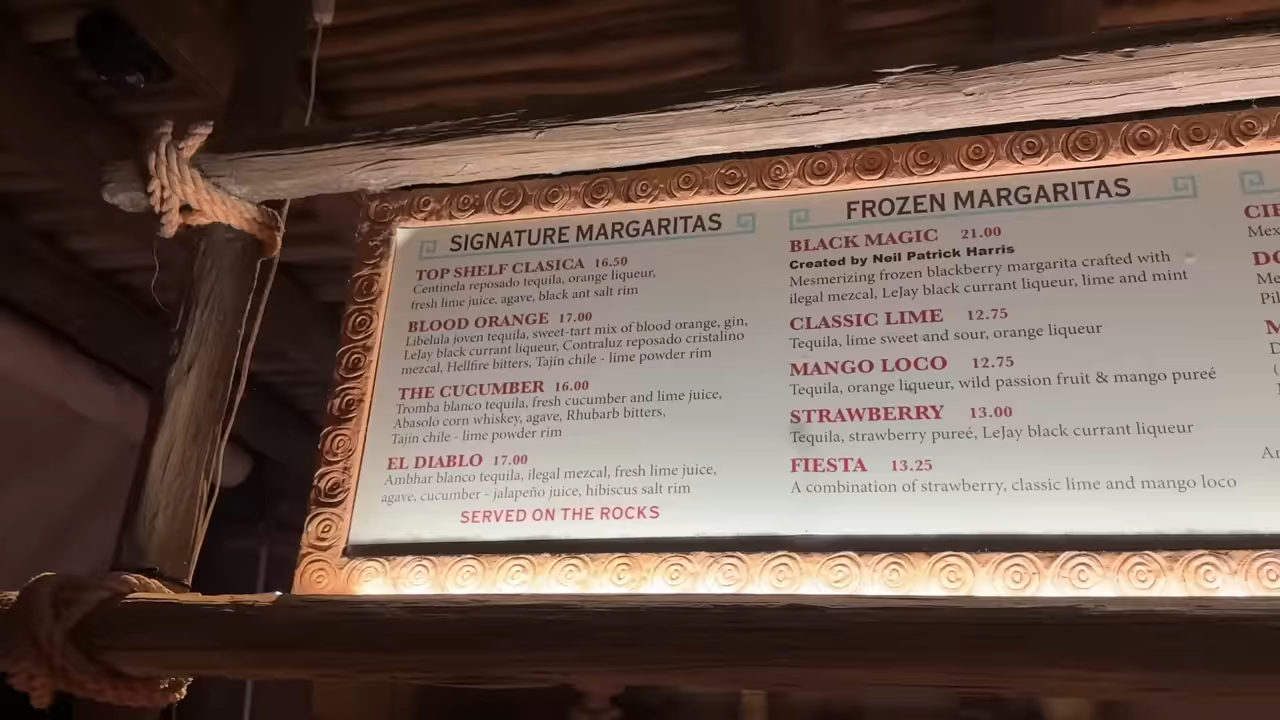 SIGNATURE MARGARITAS
TOP SHELF CLASICA 16.50
Centinela reposado tequila, orange liqueur,
fresh lime juice, agave, black ant salt rim
BLOOD ORANGE 17.00
Libelula joven tequila, sweet-tart mix of blood orange, gin,
LeJay black currant liqueur, Contraluz reposado cristalino
mezcal, Hellfire bitters, Tajín chile - lime powder rim
THE CUCUMBER 16.00
Tromba blanco tequila, fresh cucumber and lime juice,
Abasolo corn whiskey, agave, Rhubarb bitters,
Tajín chile - lime powder rim
EL DIABLO 17.00
Ambhar blanco tequila, ilegal mezcal, fresh lime juice,
agave, cucumber - jalapeño juice, hibiscus salt rim
SERVED ON THE ROCKS
FROZEN MARGARITAS
BLACK MAGIC 21.00
Created by Neil Patrick Harris
Mesmerizing frozen blackberry margarita crafted with
ilegal mezcal, LeJay black currant liqueur, lime and mint
CLASSIC LIME 12.75
Tequila, lime sweet and sour, orange liqueur
MANGO LOCO 12.75
Tequila, orange liqueur, wild passion fruit & mango pureé
STRAWBERRY 13.00
Tequila, strawberry pureé, LeJay black currant liqueur
FIESTA 13.25
A combination of strawberry, classic lime and mango loco